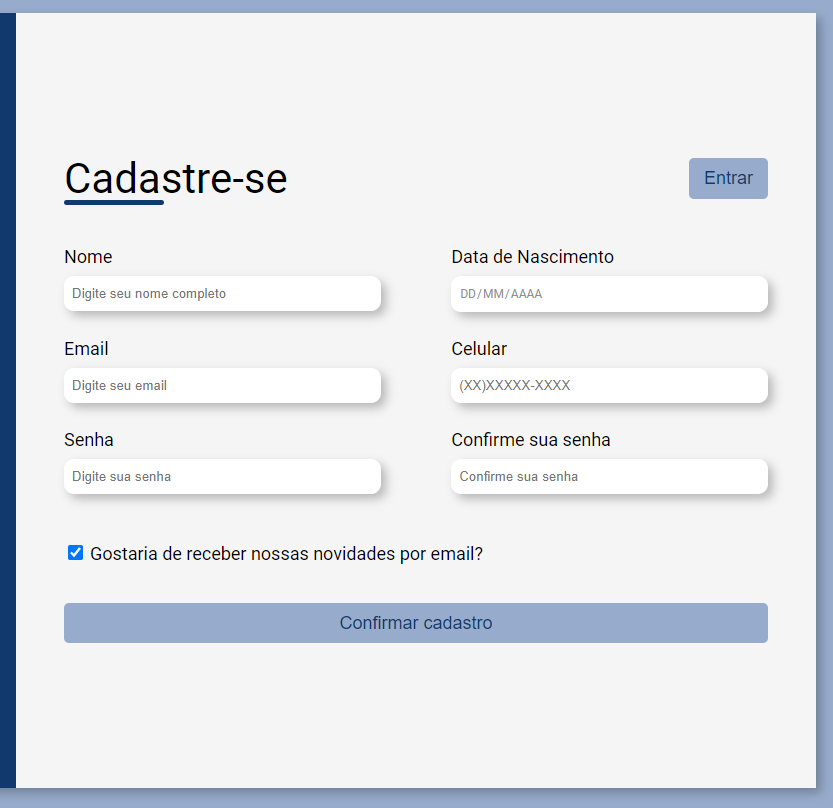 Cadastre-se
Entrar
Nome
Data de Nascimento
Digite seu nome completo
DD/MM/AAAA
Email
Celular
Digite seu email
(XX)XXXXX-XXXX
Senha
Confirme sua senha
Digite sua senha
Confirme sua senha
Gostaria de receber nossas novidades por email?
Confirmar cadastro